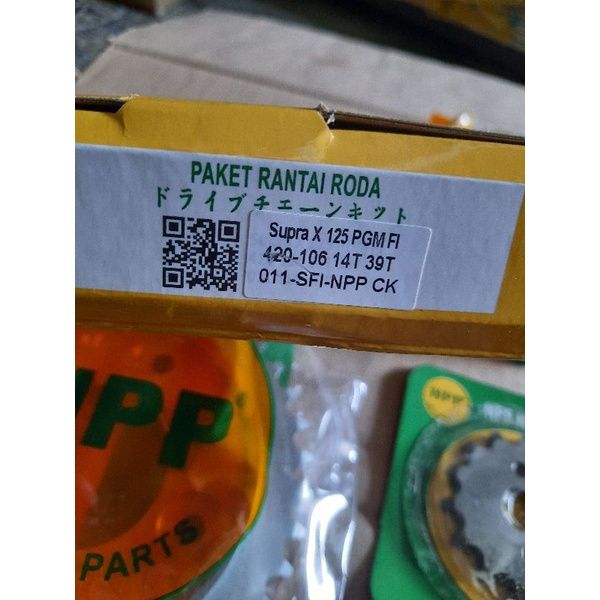 PAKET RANTAI RODA
ドライブチェーンキット
Supra X 125 PGM FI
420-106 14T 39T
011-SFI-NPP CK
NPP
PARTS
NPP